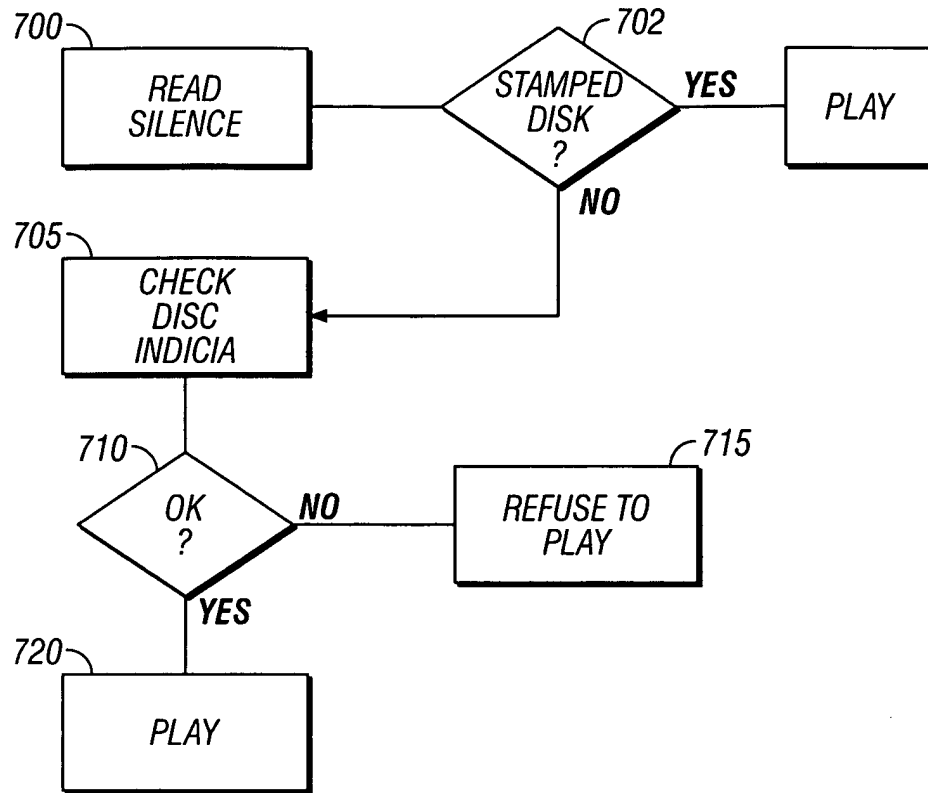 700
READ
SILENCE
702
STAMPED
DISK
?
YES
PLAY
NO
705
CHECK
DISC
INDICIA
710
OK
?
NO
715
REFUSE TO
PLAY
YES
720
PLAY